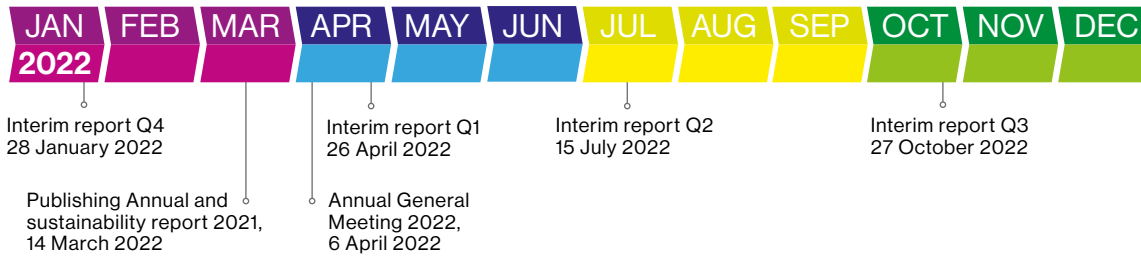 JAN FEB MAR APR MAY JUN JUL AUG SEP OCT NOV DEC
2022
Interim report Q4
28 January 2022
Interim report Q1
26 April 2022
Interim report Q2
15 July 2022
Interim report Q3
27 October 2022
Publishing Annual and
sustainability report 2021,
14 March 2022
Annual General
Meeting 2022,
6 April 2022